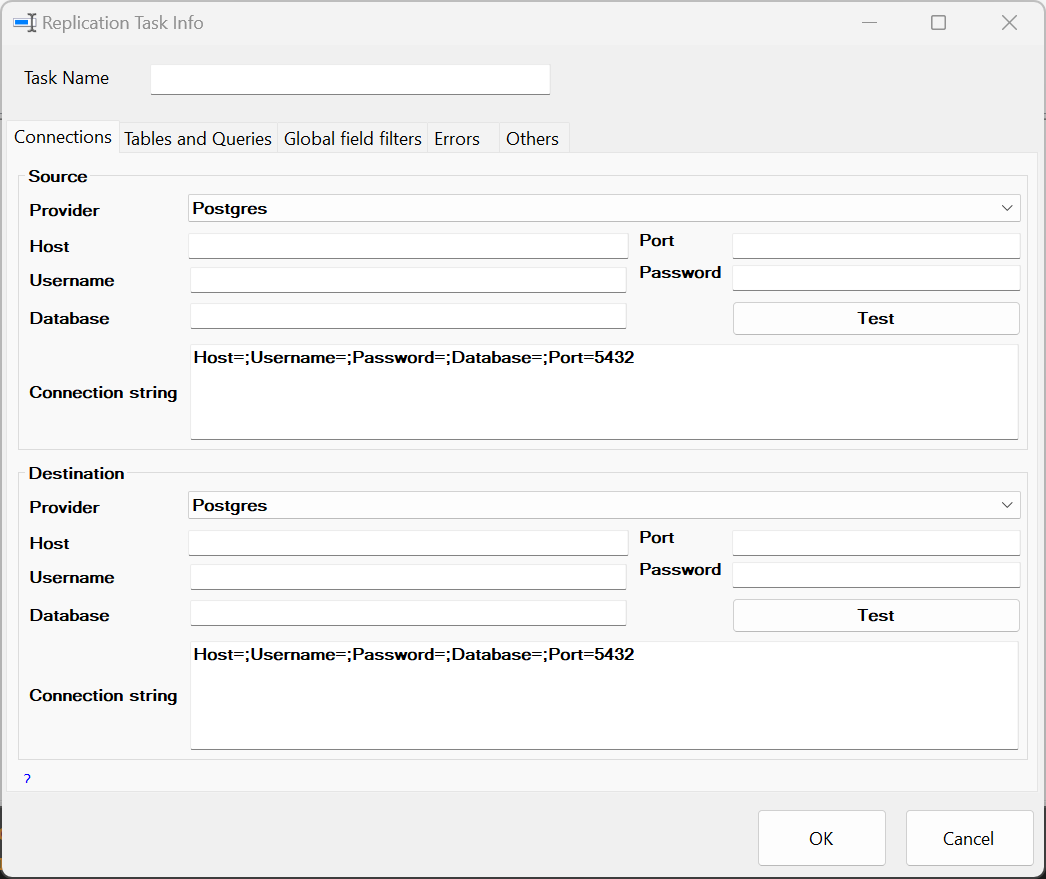 Replication Task Info
Task Name
Connections Tables and Queries Global field filters Errors Others
Source
Provider Postgres
Host Port
Username Password
Database Test
Host=;Username=;Password=;Database=;Port=5432
Connection string
Destination
Provider Postgres
Host Port
Username Password
Database Test
Host=;Username=;Password=;Database=;Port=5432
Connection string
?
OK Cancel